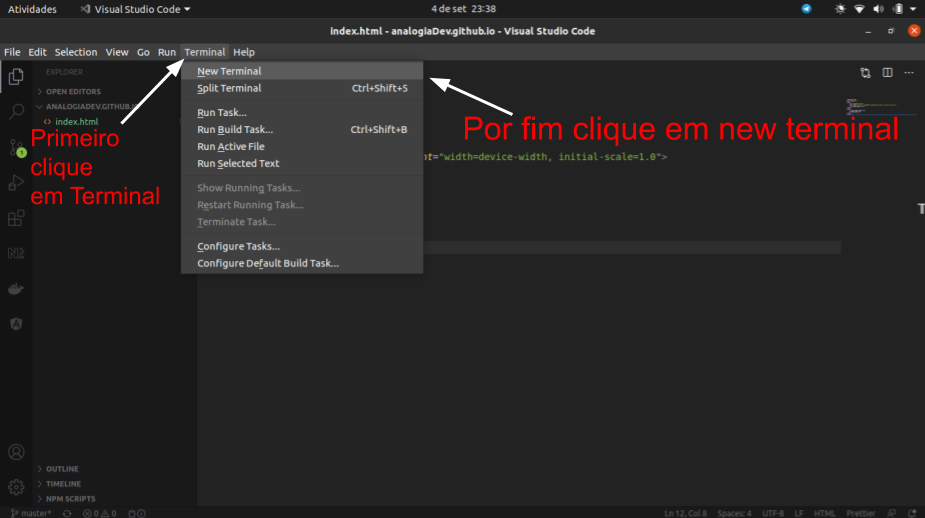 Atividades Visual Studio Code 4 de set 23:38
index.html - analogiaDev.github.io - Visual Studio Code
File Edit Selection View Go Run Terminal Help
EXPLORER
OPEN EDITORS
ANALOGIADEV.GITHUB.IO
index.html
1
Primeiro
clique
em Terminal
New Terminal
Split Terminal Ctrl+Shift+5
Run Task...
Run Build Task... Ctrl+Shift+B
Run Active File
Run Selected Text
Show Running Tasks...
Restart Running Task...
Terminate Task...
Configure Tasks...
Configure Default Build Task...
Por fim clique em new terminal
nt="width=device-width, initial-scale=1.0">
OUTLINE
TIMELINE
NPM SCRIPTS
master* 0 0 Ln 12, Col 8 Spaces: 4 UTF-8 LF HTML Prettier